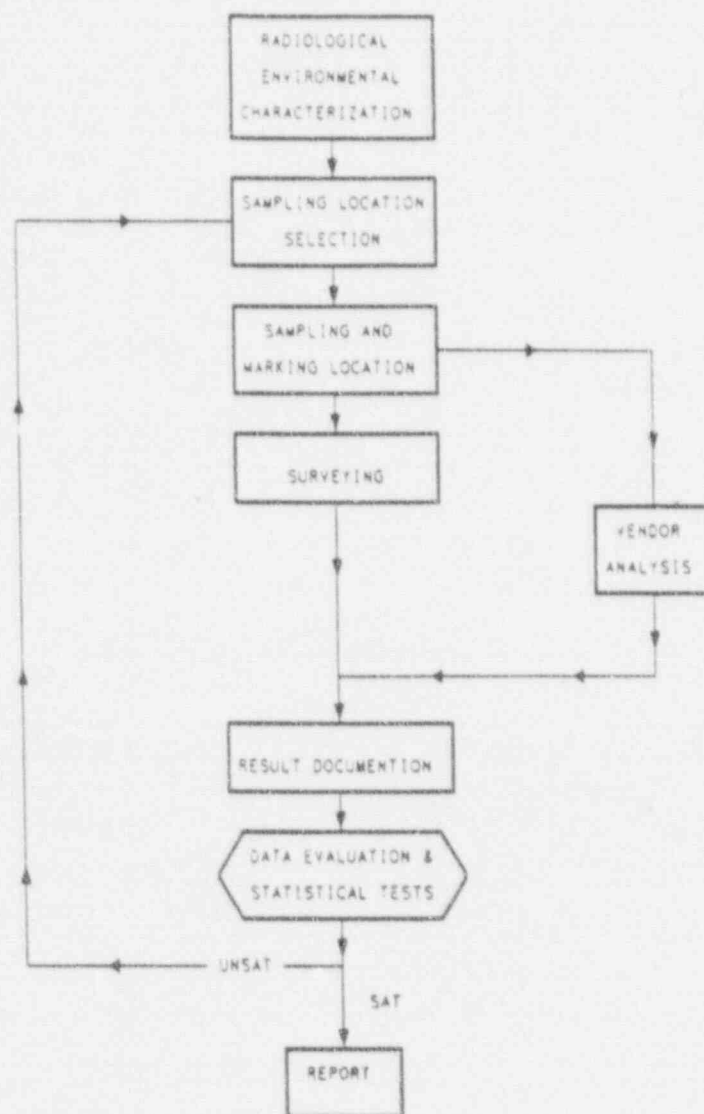 RADIOLOGICAL
ENVIRONMENTAL
CHARACTERIZATION
SAMPLING LOCATION
SELECTION
SAMPLING AND
MARKING LOCATION
SURVEYING
VENDOR
ANALYSIS
RESULT DOCUMENTION
DATA EVALUATION &
STATISTICAL TESTS
UNSAT
SAT
REPORT